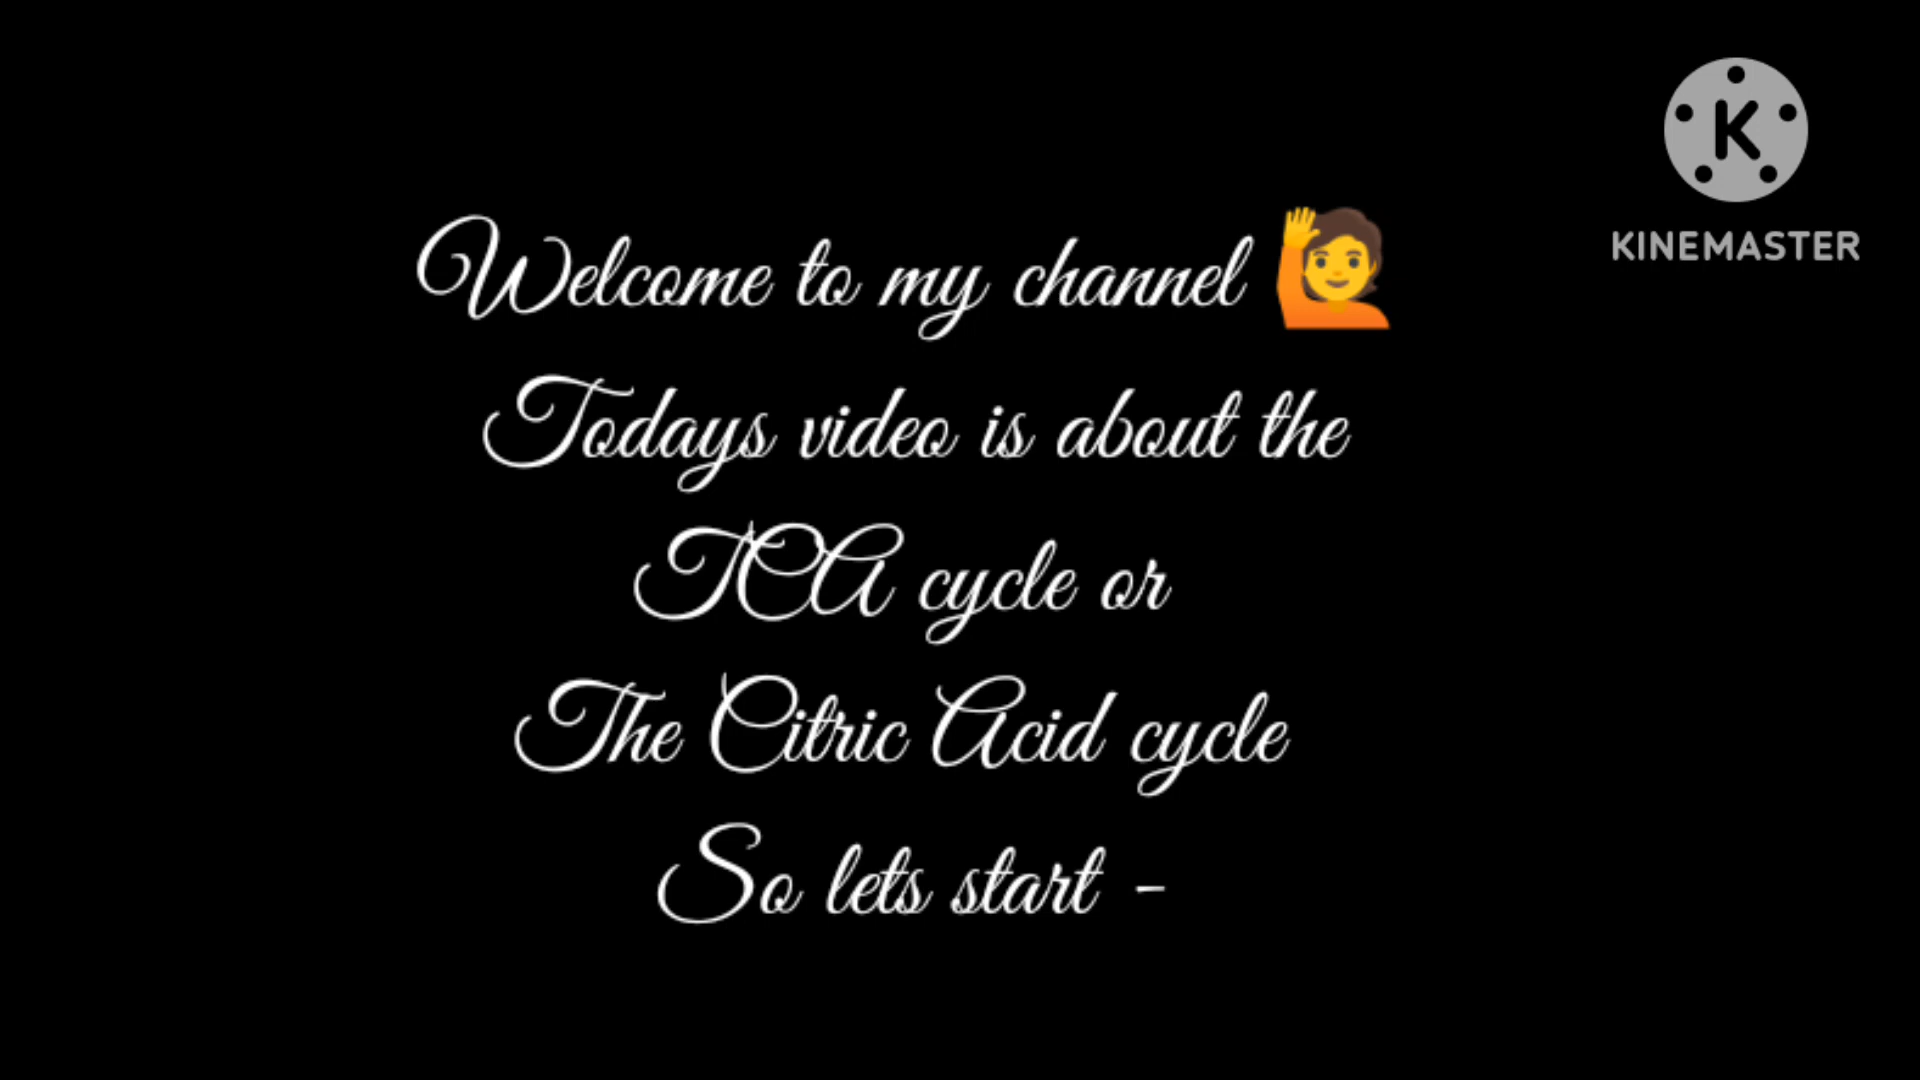 Welcome to my channel 🙋
Todays video is about the
TCA cycle or
The Citric Acid cycle
So lets start -
K
KINEMASTER